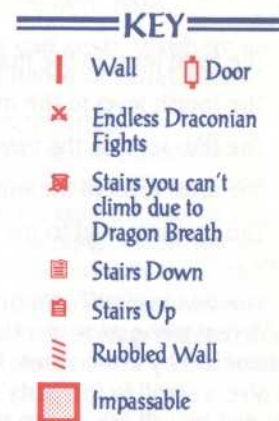 KEY
Wall Door
Endless Draconian
Fights
Stairs you can't
climb due to
Dragon Breath
Stairs Down
Stairs Up
Rubbled Wall
Impassable